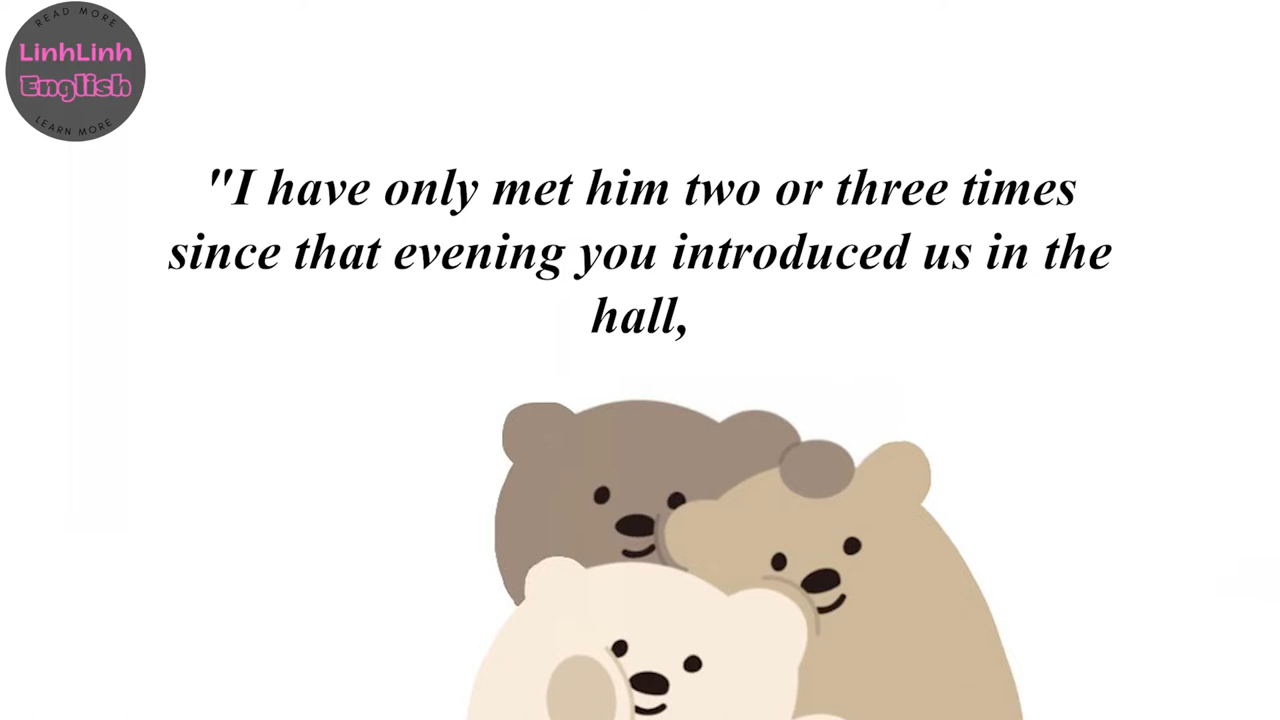 READ MORE
LinhLinh
English
LEARN MORE
"I have only met him two or three times
since that evening you introduced us in the
hall,